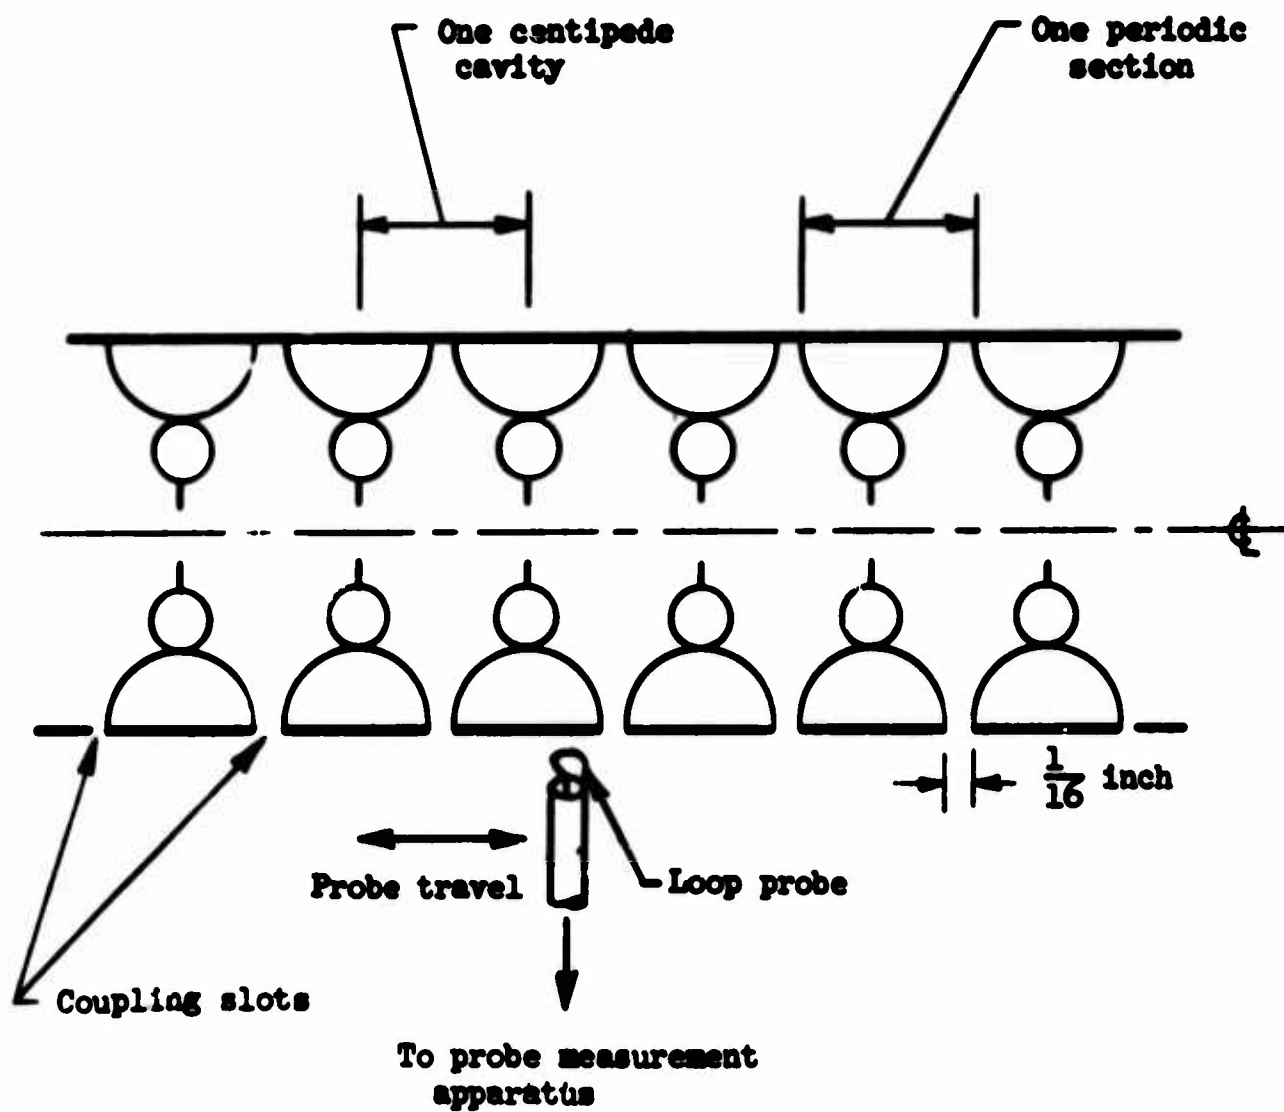 One centipede
cavity
One periodic
section
℄
1/16 inch
Probe travel
Loop probe
Coupling slots
To probe measurement
apparatus